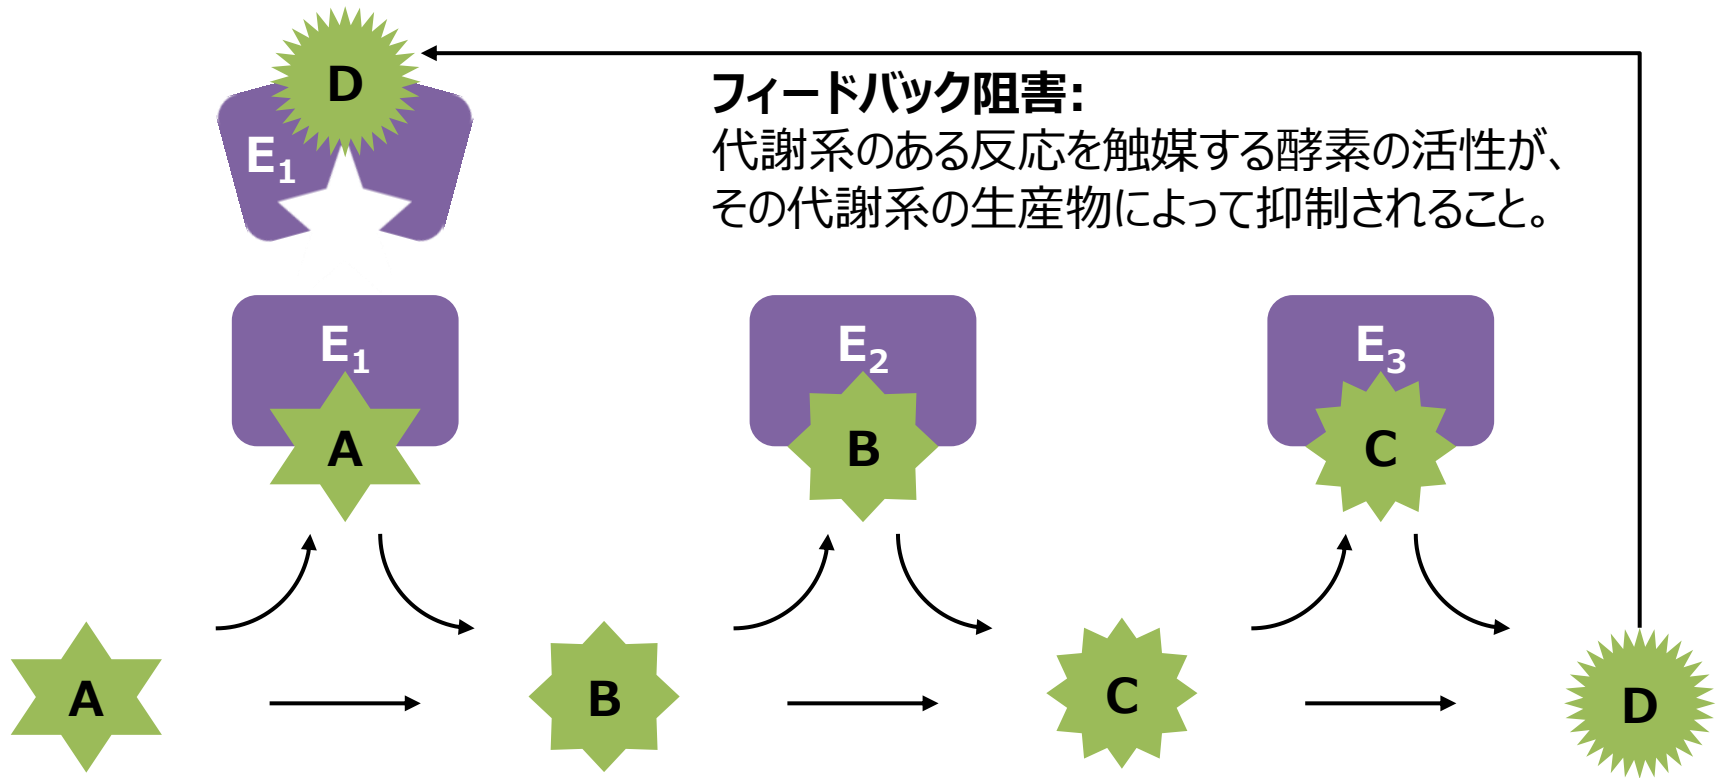 D
フィードバック阻害:
代謝系のある反応を触媒する酵素の活性が、
その代謝系の生産物によって抑制されること。
E₁
E₁
E₂
E₃
A
B
C
A
B
C
D